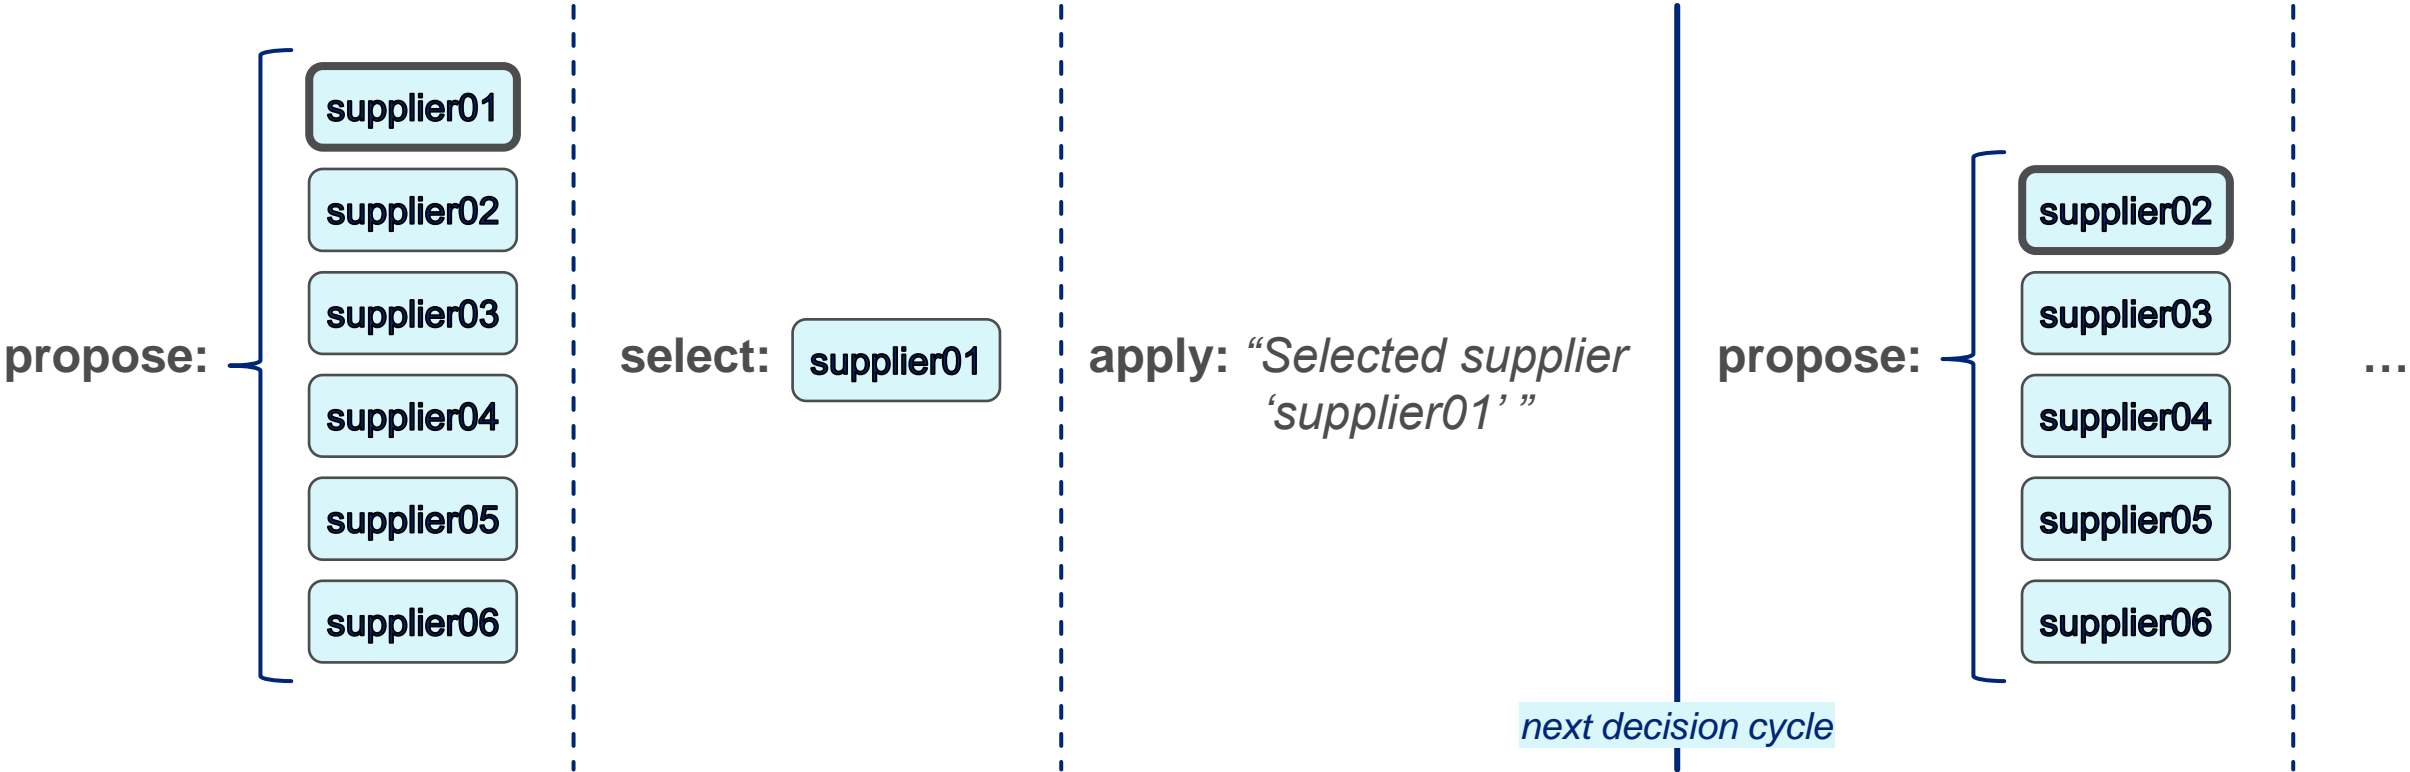 propose:
supplier01
supplier02
supplier03
supplier04
supplier05
supplier06
select:
supplier01
apply: “Selected supplier
‘supplier01’ ”
next decision cycle
propose:
supplier02
supplier03
supplier04
supplier05
supplier06
...